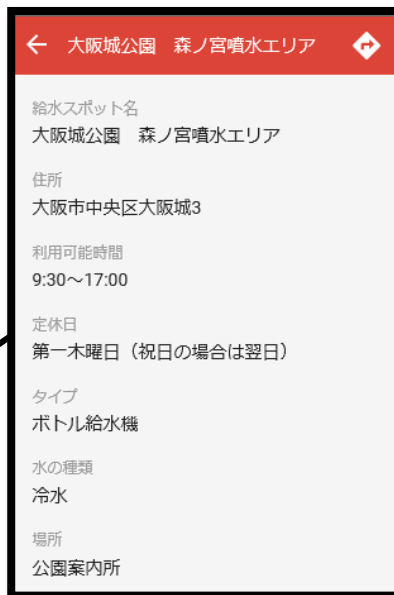 大阪城公園　森ノ宮噴水エリア
給水スポット名
大阪城公園　森ノ宮噴水エリア
住所
大阪市中央区大阪城3
利用可能時間
9:30～17:00
定休日
第一木曜日（祝日の場合は翌日）
タイプ
ボトル給水機
水の種類
冷水
場所
公園案内所